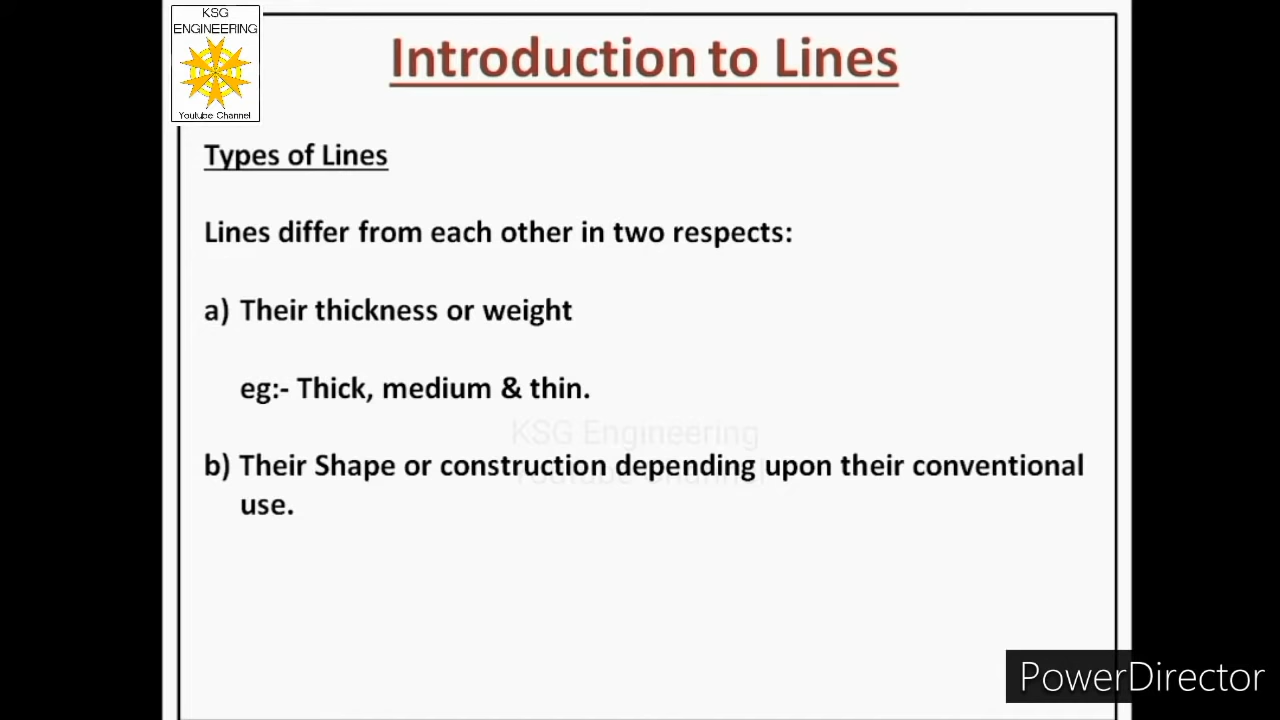 KSG
ENGINEERING
Youtube Channel
Introduction to Lines
Types of Lines
Lines differ from each other in two respects:
a) Their thickness or weight
eg:- Thick, medium & thin.
KSG Engineering
Youtube Channel
b) Their Shape or construction depending upon their conventional
use.
PowerDirector